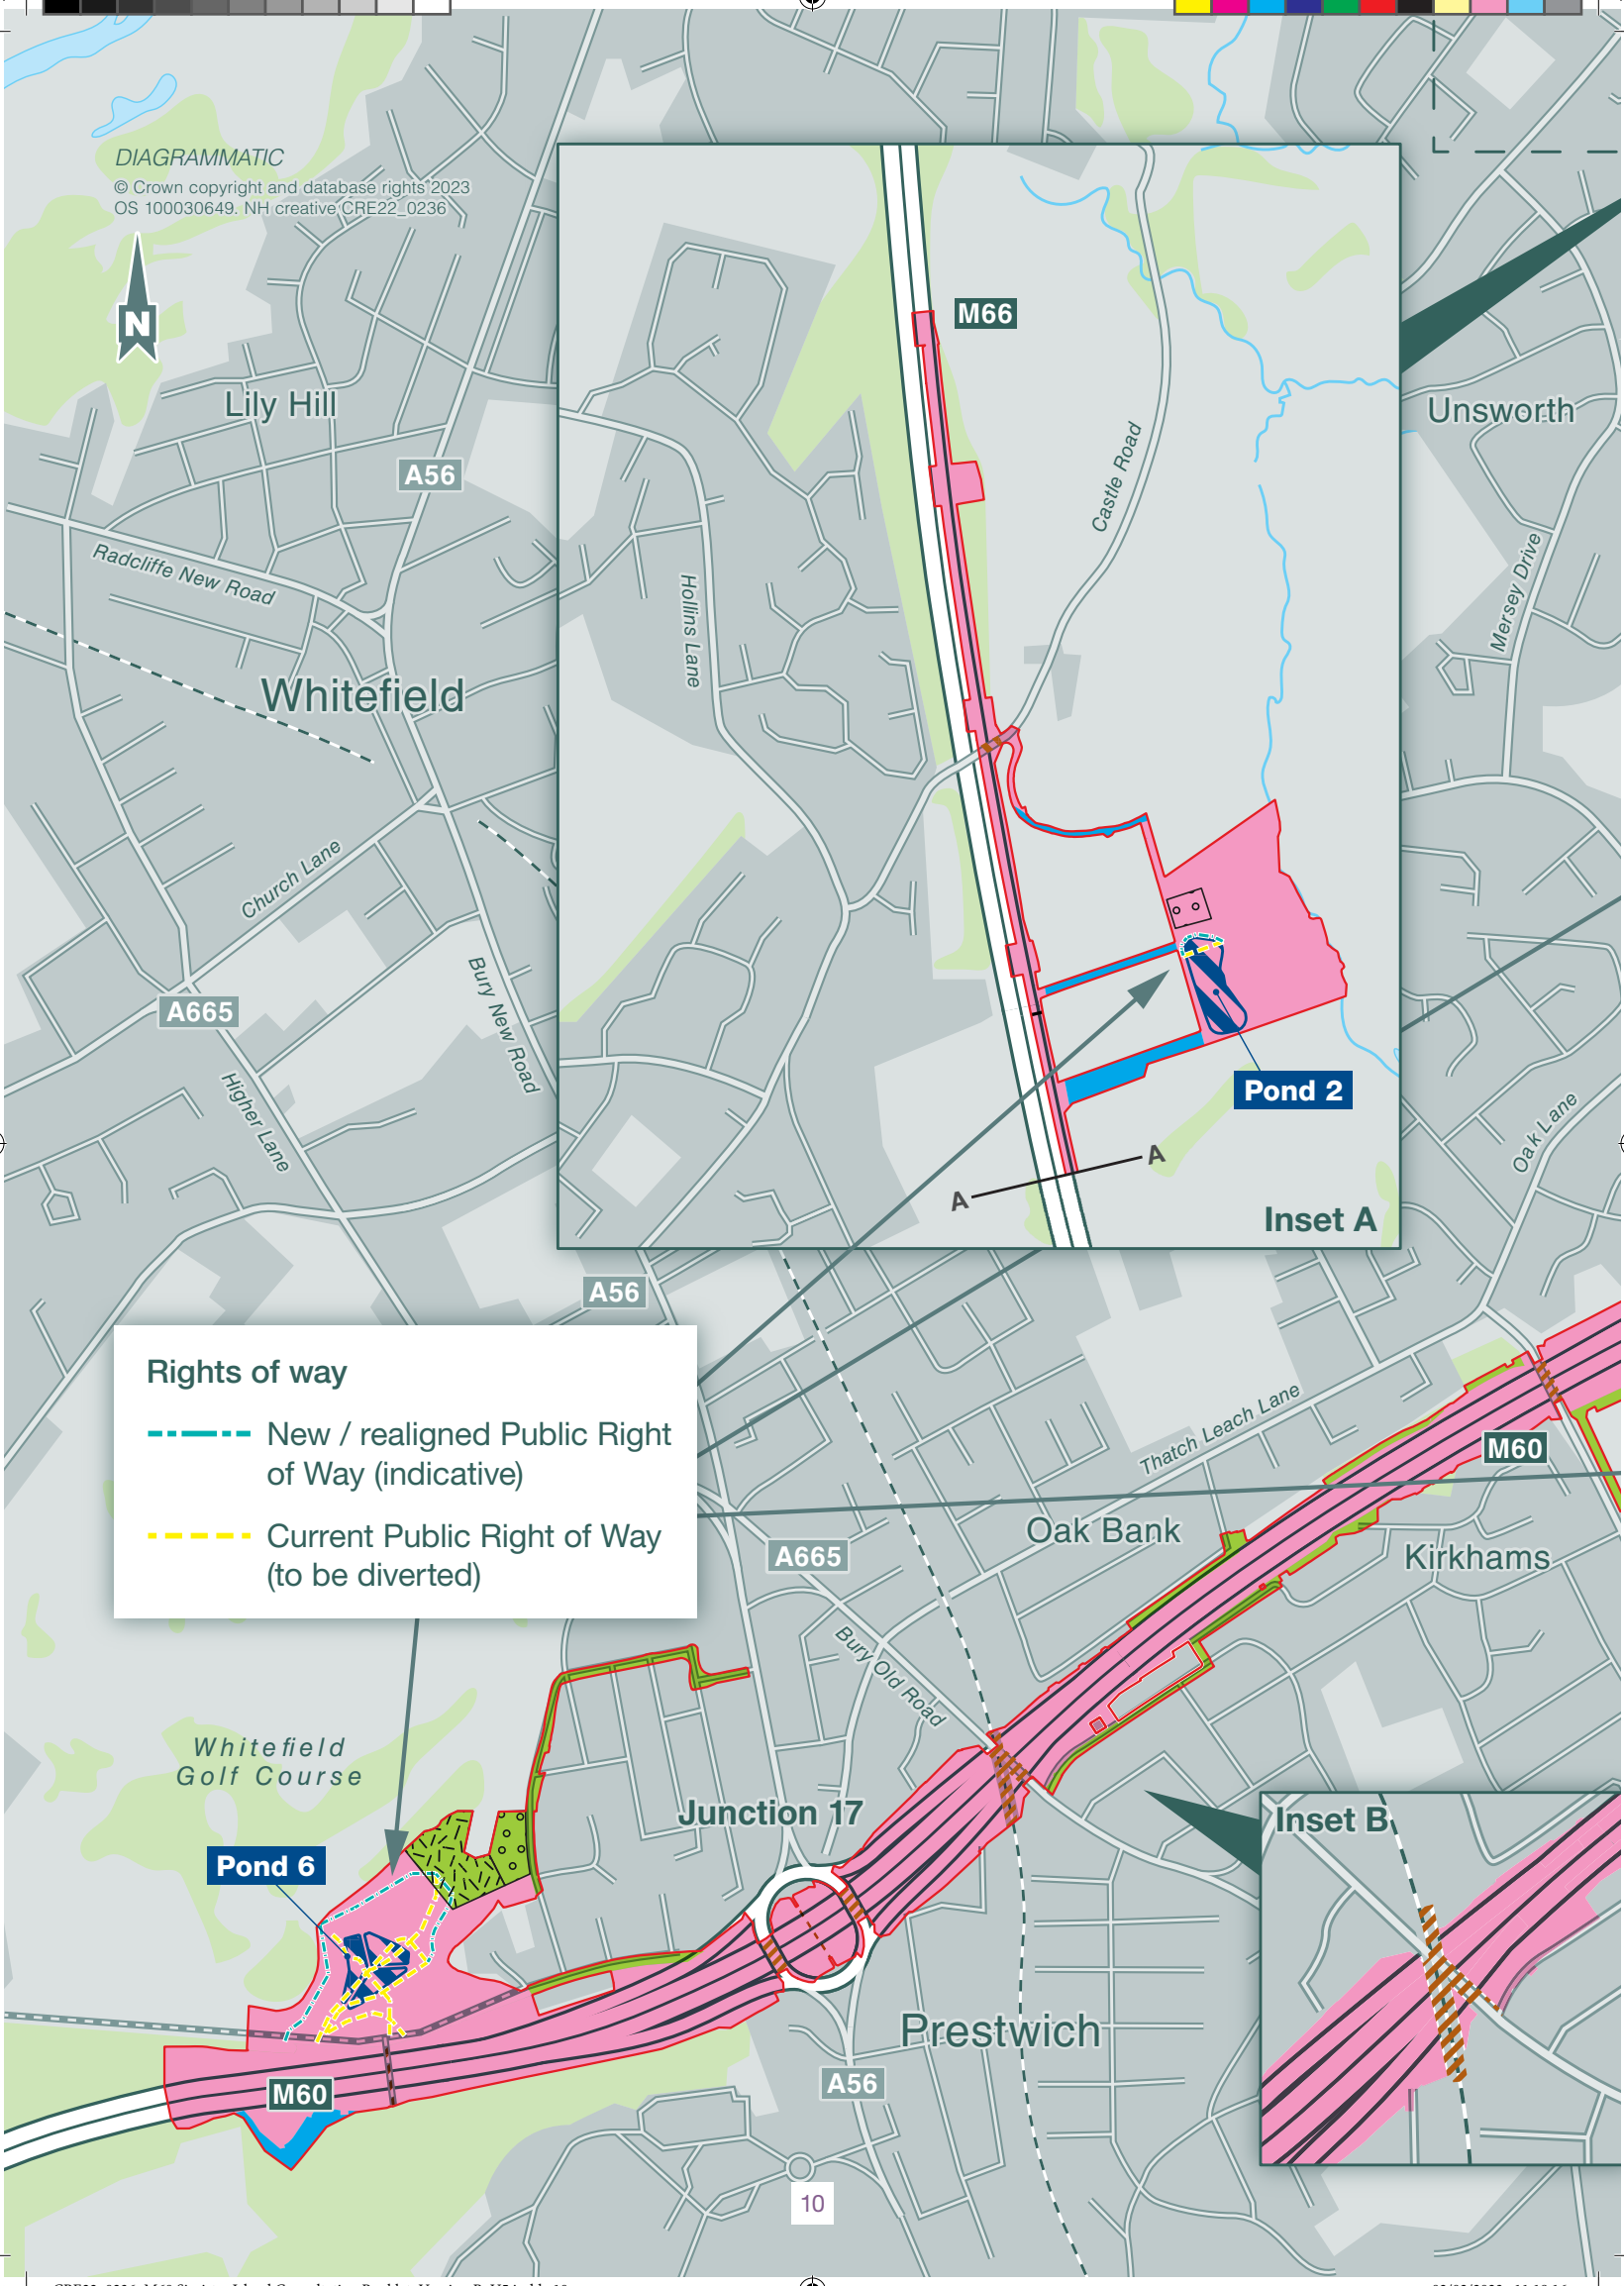 DIAGRAMMATIC
© Crown copyright and database rights 2023
OS 100030649. NH creative CRE22_0236
N
Lily Hill
A56
Radcliffe New Road
Whitefield
Church Lane
A665
Bury New Road
Higher Lane
A56
M66
Castle Road
Hollins Lane
Pond 2
A
A
Inset A
Unsworth
Mersey Drive
Oak Lane
Rights of way
New / realigned Public Right
of Way (indicative)
Current Public Right of Way
(to be diverted)
Thatch Leach Lane
M60
Oak Bank
Kirkhams
A665
Bury Old Road
Whitefield
Golf Course
Junction 17
Pond 6
Inset B
Prestwich
M60
A56
10